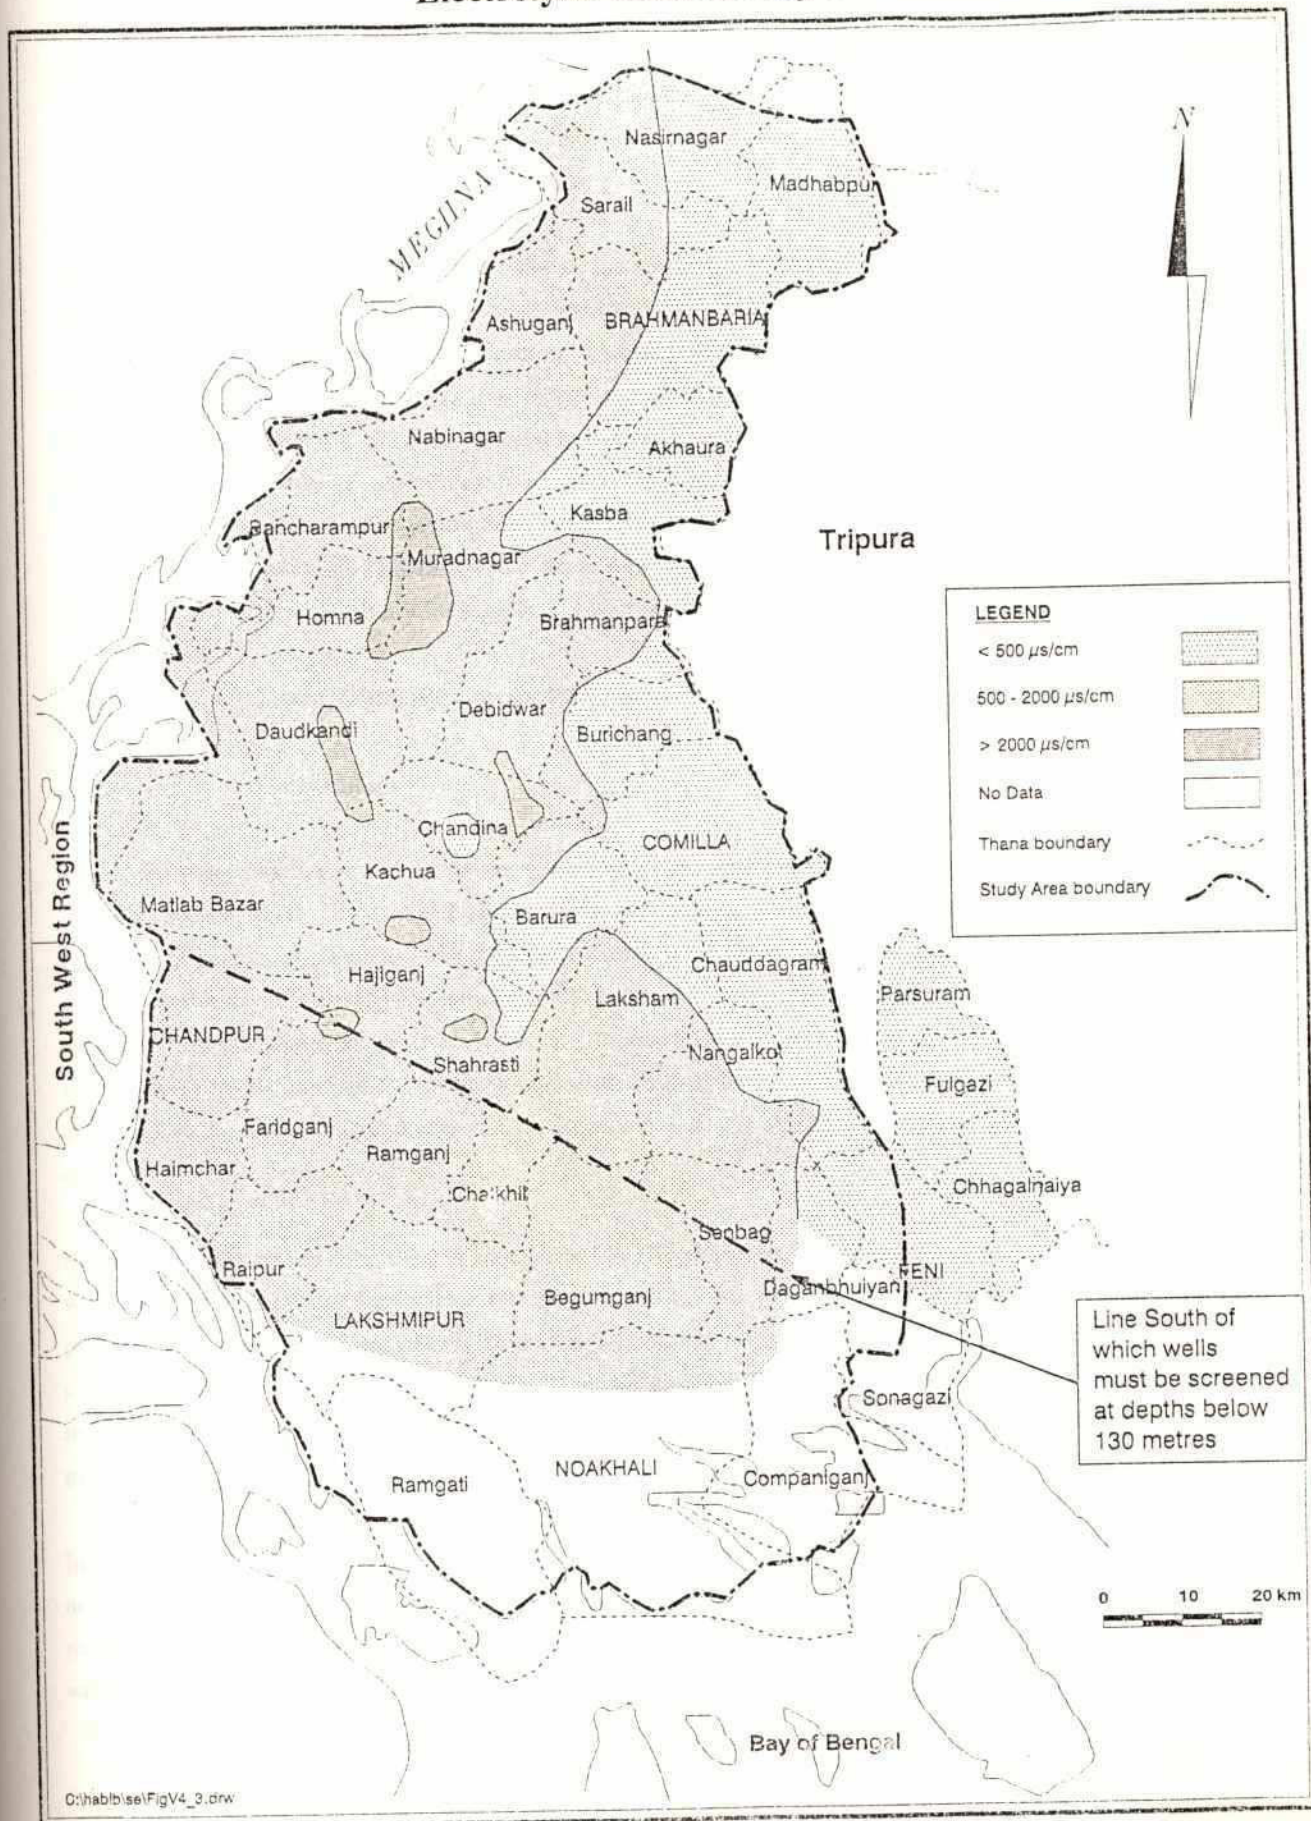 N
Nasirnagar
Madhabpur
MEGHNA
Sarail
Ashuganj
BRAHMANBARIA
Nabinagar
Akhaura
Kasba
Bancharampur
Muradnagar
Tripura
Homna
Brahmanpara
LEGEND
< 500 µs/cm
500 - 2000 µs/cm
> 2000 µs/cm
No Data
Thana boundary
Study Area boundary
Debidwar
Daudkandi
Burichang
Chandina
COMILLA
Kachua
South West Region
Matlab Bazar
Barura
Hajiganj
Chauddagram
Laksham
Parsuram
CHANDPUR
Shahrasti
Nangalkot
Fulgazi
Faridganj
Ramganj
Haimchar
Chatkhil
Chhagalnaiya
Senbag
Raipur
FENI
Daganbhuiyan
Begumganj
LAKSHMIPUR
Line South of
which wells
must be screened
at depths below
130 metres
Sonagazi
NOAKHALI
Companiganj
Ramgati
0 10 20 km
Bay of Bengal
C:\habib\se\FigV4_3.drw